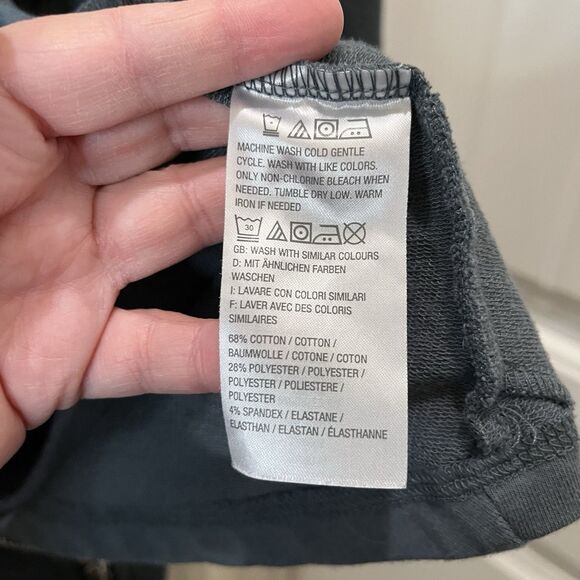 MACHINE WASH COLD GENTLE
CYCLE. WASH WITH LIKE COLORS.
ONLY NON-CHLORINE BLEACH WHEN
NEEDED. TUMBLE DRY LOW. WARM
IRON IF NEEDED
30
GB: WASH WITH SIMILAR COLOURS
D: MIT ÄHNLICHEN FARBEN
WASCHEN
I: LAVARE CON COLORI SIMILARI
F: LAVER AVEC DES COLORIS
SIMILAIRES
68% COTTON / COTTON /
BAUMWOLLE / COTONE / COTON
28% POLYESTER / POLYESTER /
POLYESTER / POLIESTERE /
POLYESTER
4% SPANDEX / ELASTANE /
ELASTHAN / ELASTAN / ÉLASTHANNE